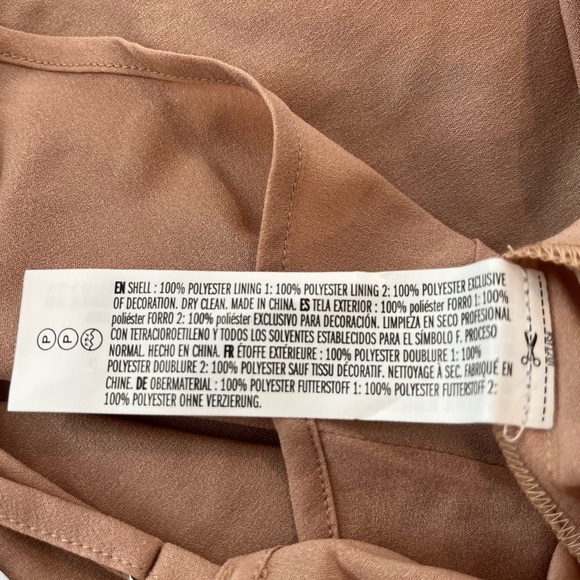 EN SHELL : 100% POLYESTER LINING 1: 100% POLYESTER LINING 2: 100% POLYESTER EXCLUSIVE
OF DECORATION. DRY CLEAN. MADE IN CHINA. ES TELA EXTERIOR : 100% poliéster FORRO 1: 100%
poliéster FORRO 2: 100% poliéster EXCLUSIVO PARA DECORACIÓN. LIMPIEZA EN SECO PROFESIONAL
CON TETRACIOROETILENO Y TODOS LOS SOLVENTES ESTABLECIDOS PARA EL SÍMBOLO F. PROCESO
NORMAL. HECHO EN CHINA. FR ÉTOFFE EXTÉRIEURE : 100% POLYESTER DOUBLURE 1: 100%
POLYESTER DOUBLURE 2: 100% POLYESTER SAUF TISSU DÉCORATIF. NETTOYAGE À SEC. FABRIQUÉ EN
CHINE. DE OBERMATERIAL : 100% POLYESTER FUTTERSTOFF 1: 100% POLYESTER FUTTERSTOFF 2:
100% POLYESTER OHNE VERZIERUNG.
P P